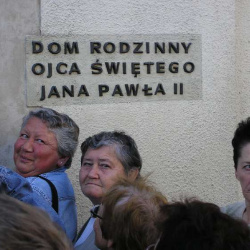 DOM RODZINNY
OJCA ŚWIĘTEGO
JANA PAWŁA II